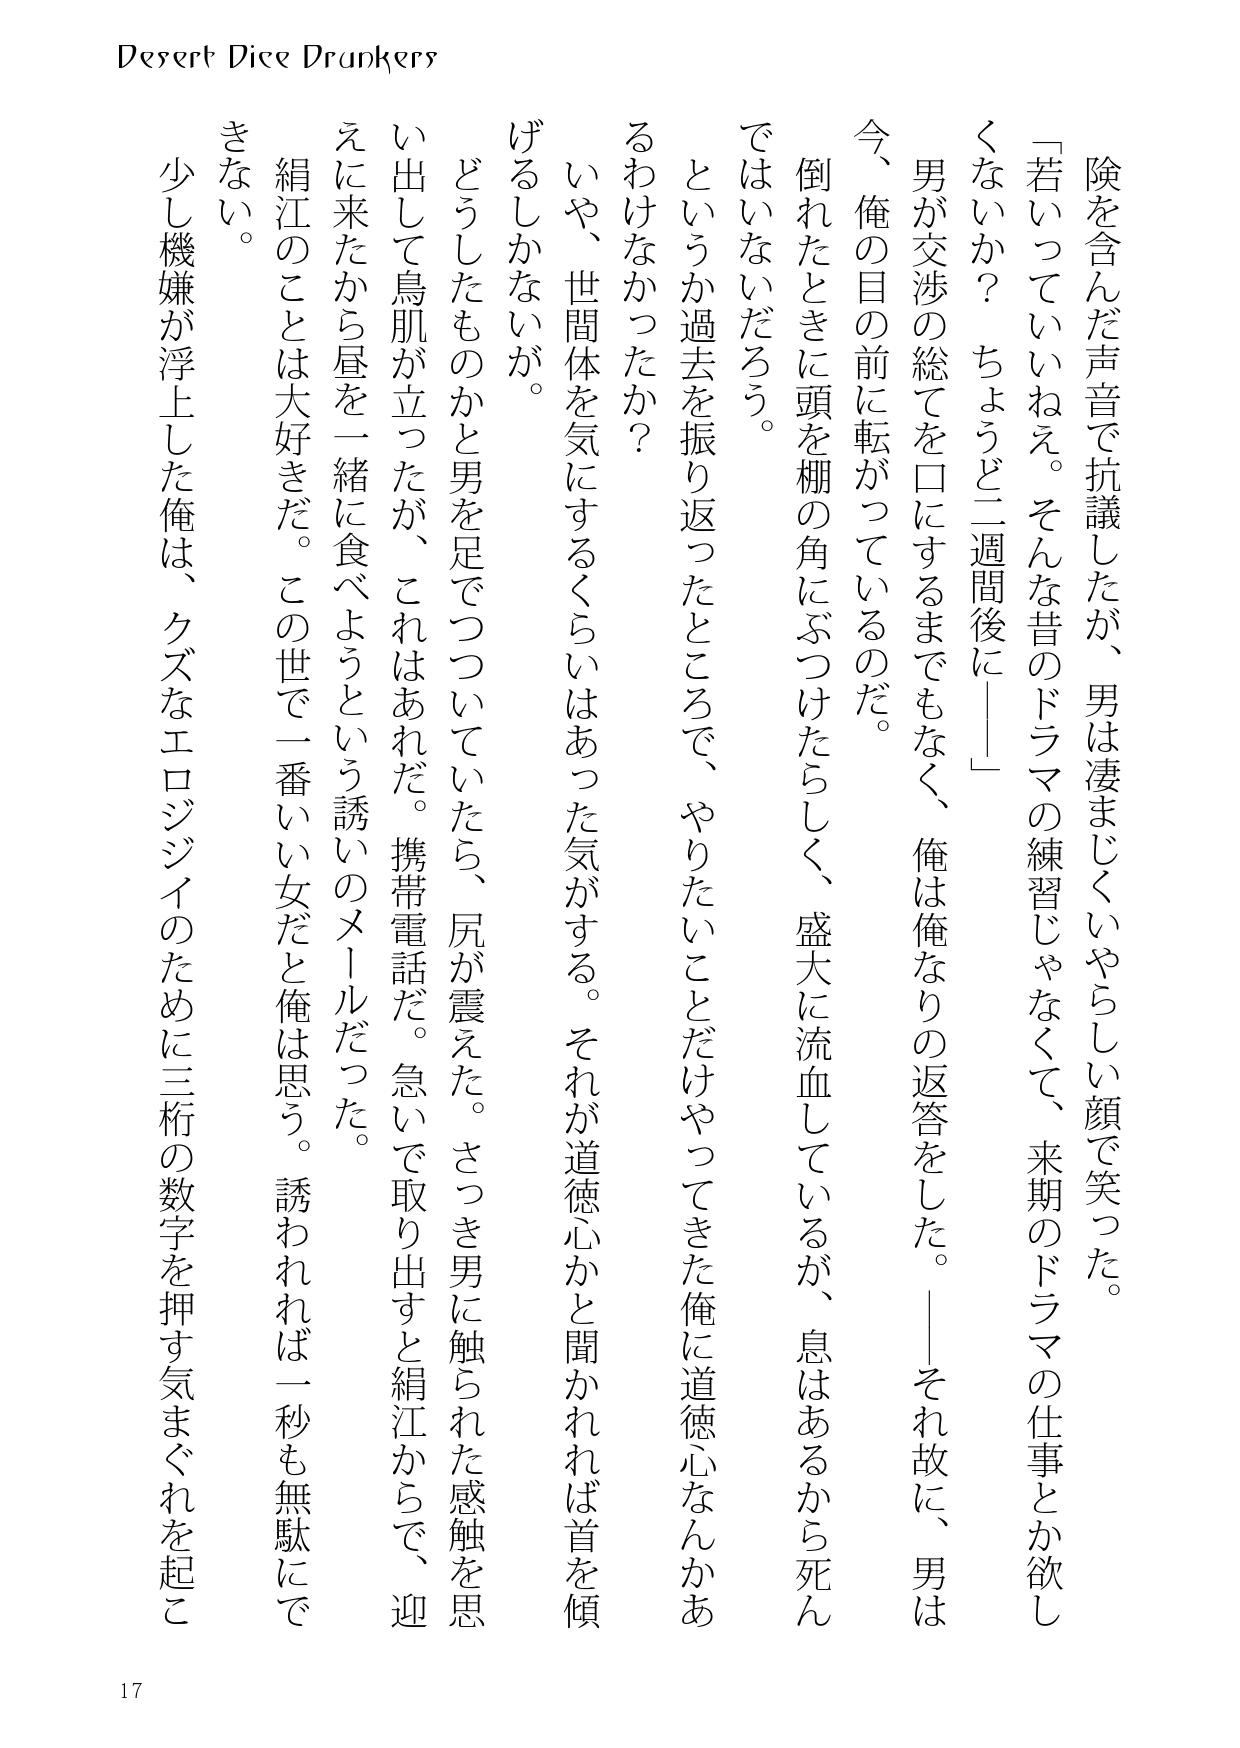 Desert Dice Drunkers
険を含んだ声音で抗議したが、男は凄まじくいやらしい顔で笑った。
「若いっていいねえ。そんな昔のドラマの練習じゃなくて、来期のドラマの仕事とか欲し
くないか？　ちょうど二週間後に――」
男が交渉の総てを口にするまでもなく、俺は俺なりの返答をした。――それ故に、男は
今、俺の目の前に転がっているのだ。
倒れたときに頭を棚の角にぶつけたらしく、盛大に流血しているが、息はあるから死ん
ではいないだろう。
というか過去を振り返ったところで、やりたいことだけやってきた俺に道徳心なんかあ
るわけなかったか？
いや、世間体を気にするくらいはあった気がする。それが道徳心かと聞かれれば首を傾
げるしかないが。
どうしたものかと男を足でつついていたら、尻が震えた。さっき男に触られた感触を思
い出して鳥肌が立ったが、これはあれだ。携帯電話だ。急いで取り出すと絹江からで、迎
えに来たから昼を一緒に食べようという誘いのメールだった。
絹江のことは大好きだ。この世で一番いい女だと俺は思う。誘われれば一秒も無駄にで
きない。
少し機嫌が浮上した俺は、クズなエロジジイのために三桁の数字を押す気まぐれを起こ
17